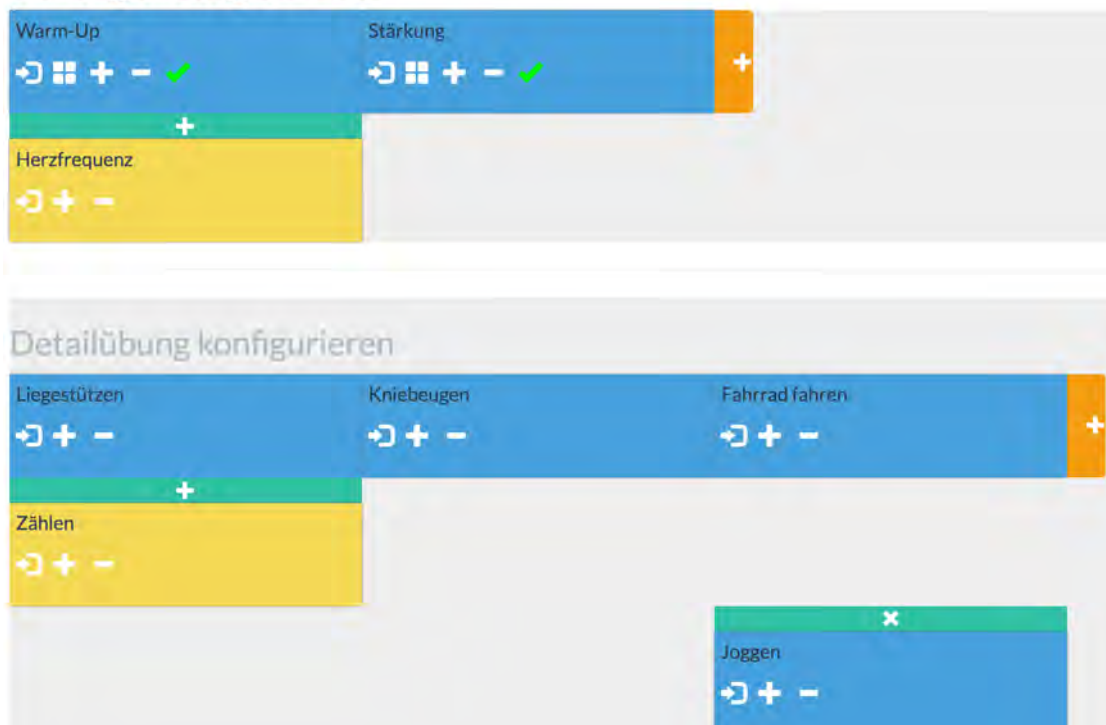 Warm-Up
Stärkung
Herzfrequenz
Detailübung konfigurieren
Liegestützen
Kniebeugen
Fahrrad fahren
Zählen
Joggen